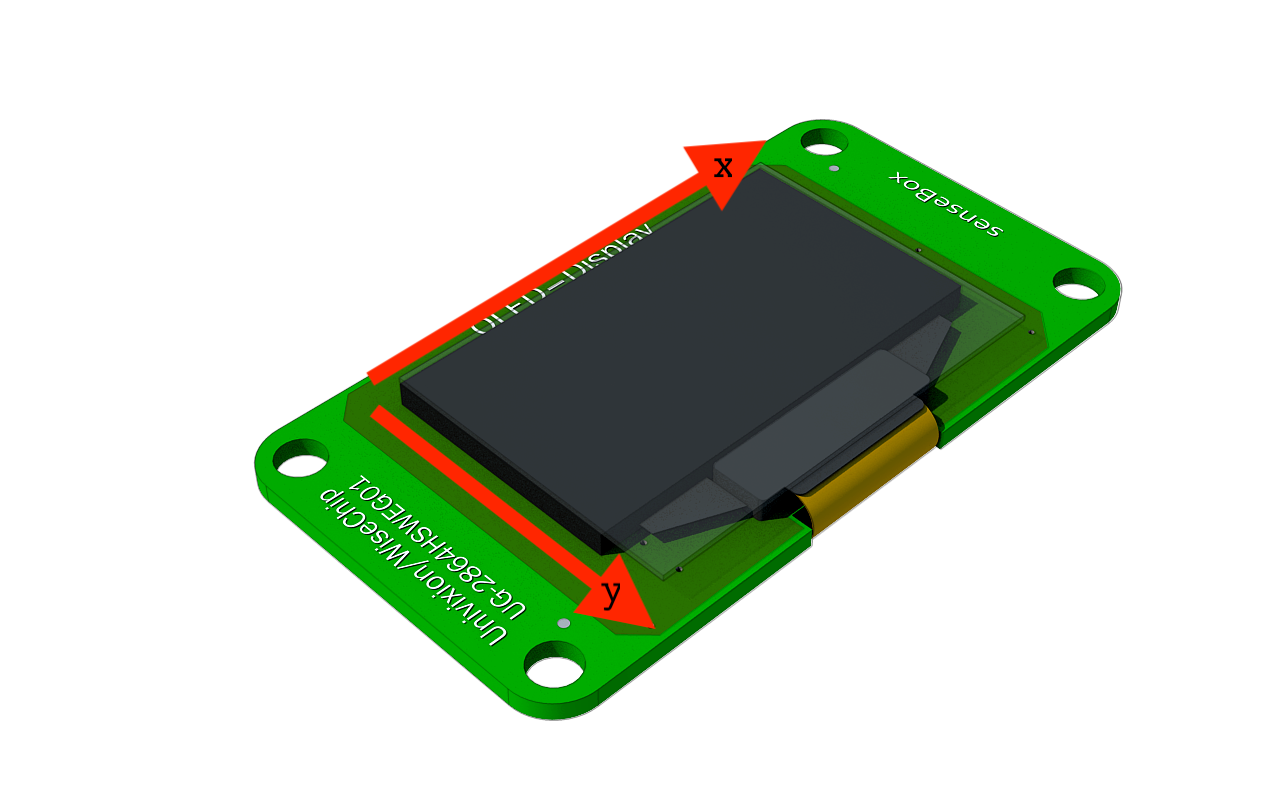 x
senseBox
OLED-Display
Univixion/WiseChip
UG-2864HSWEG01
y